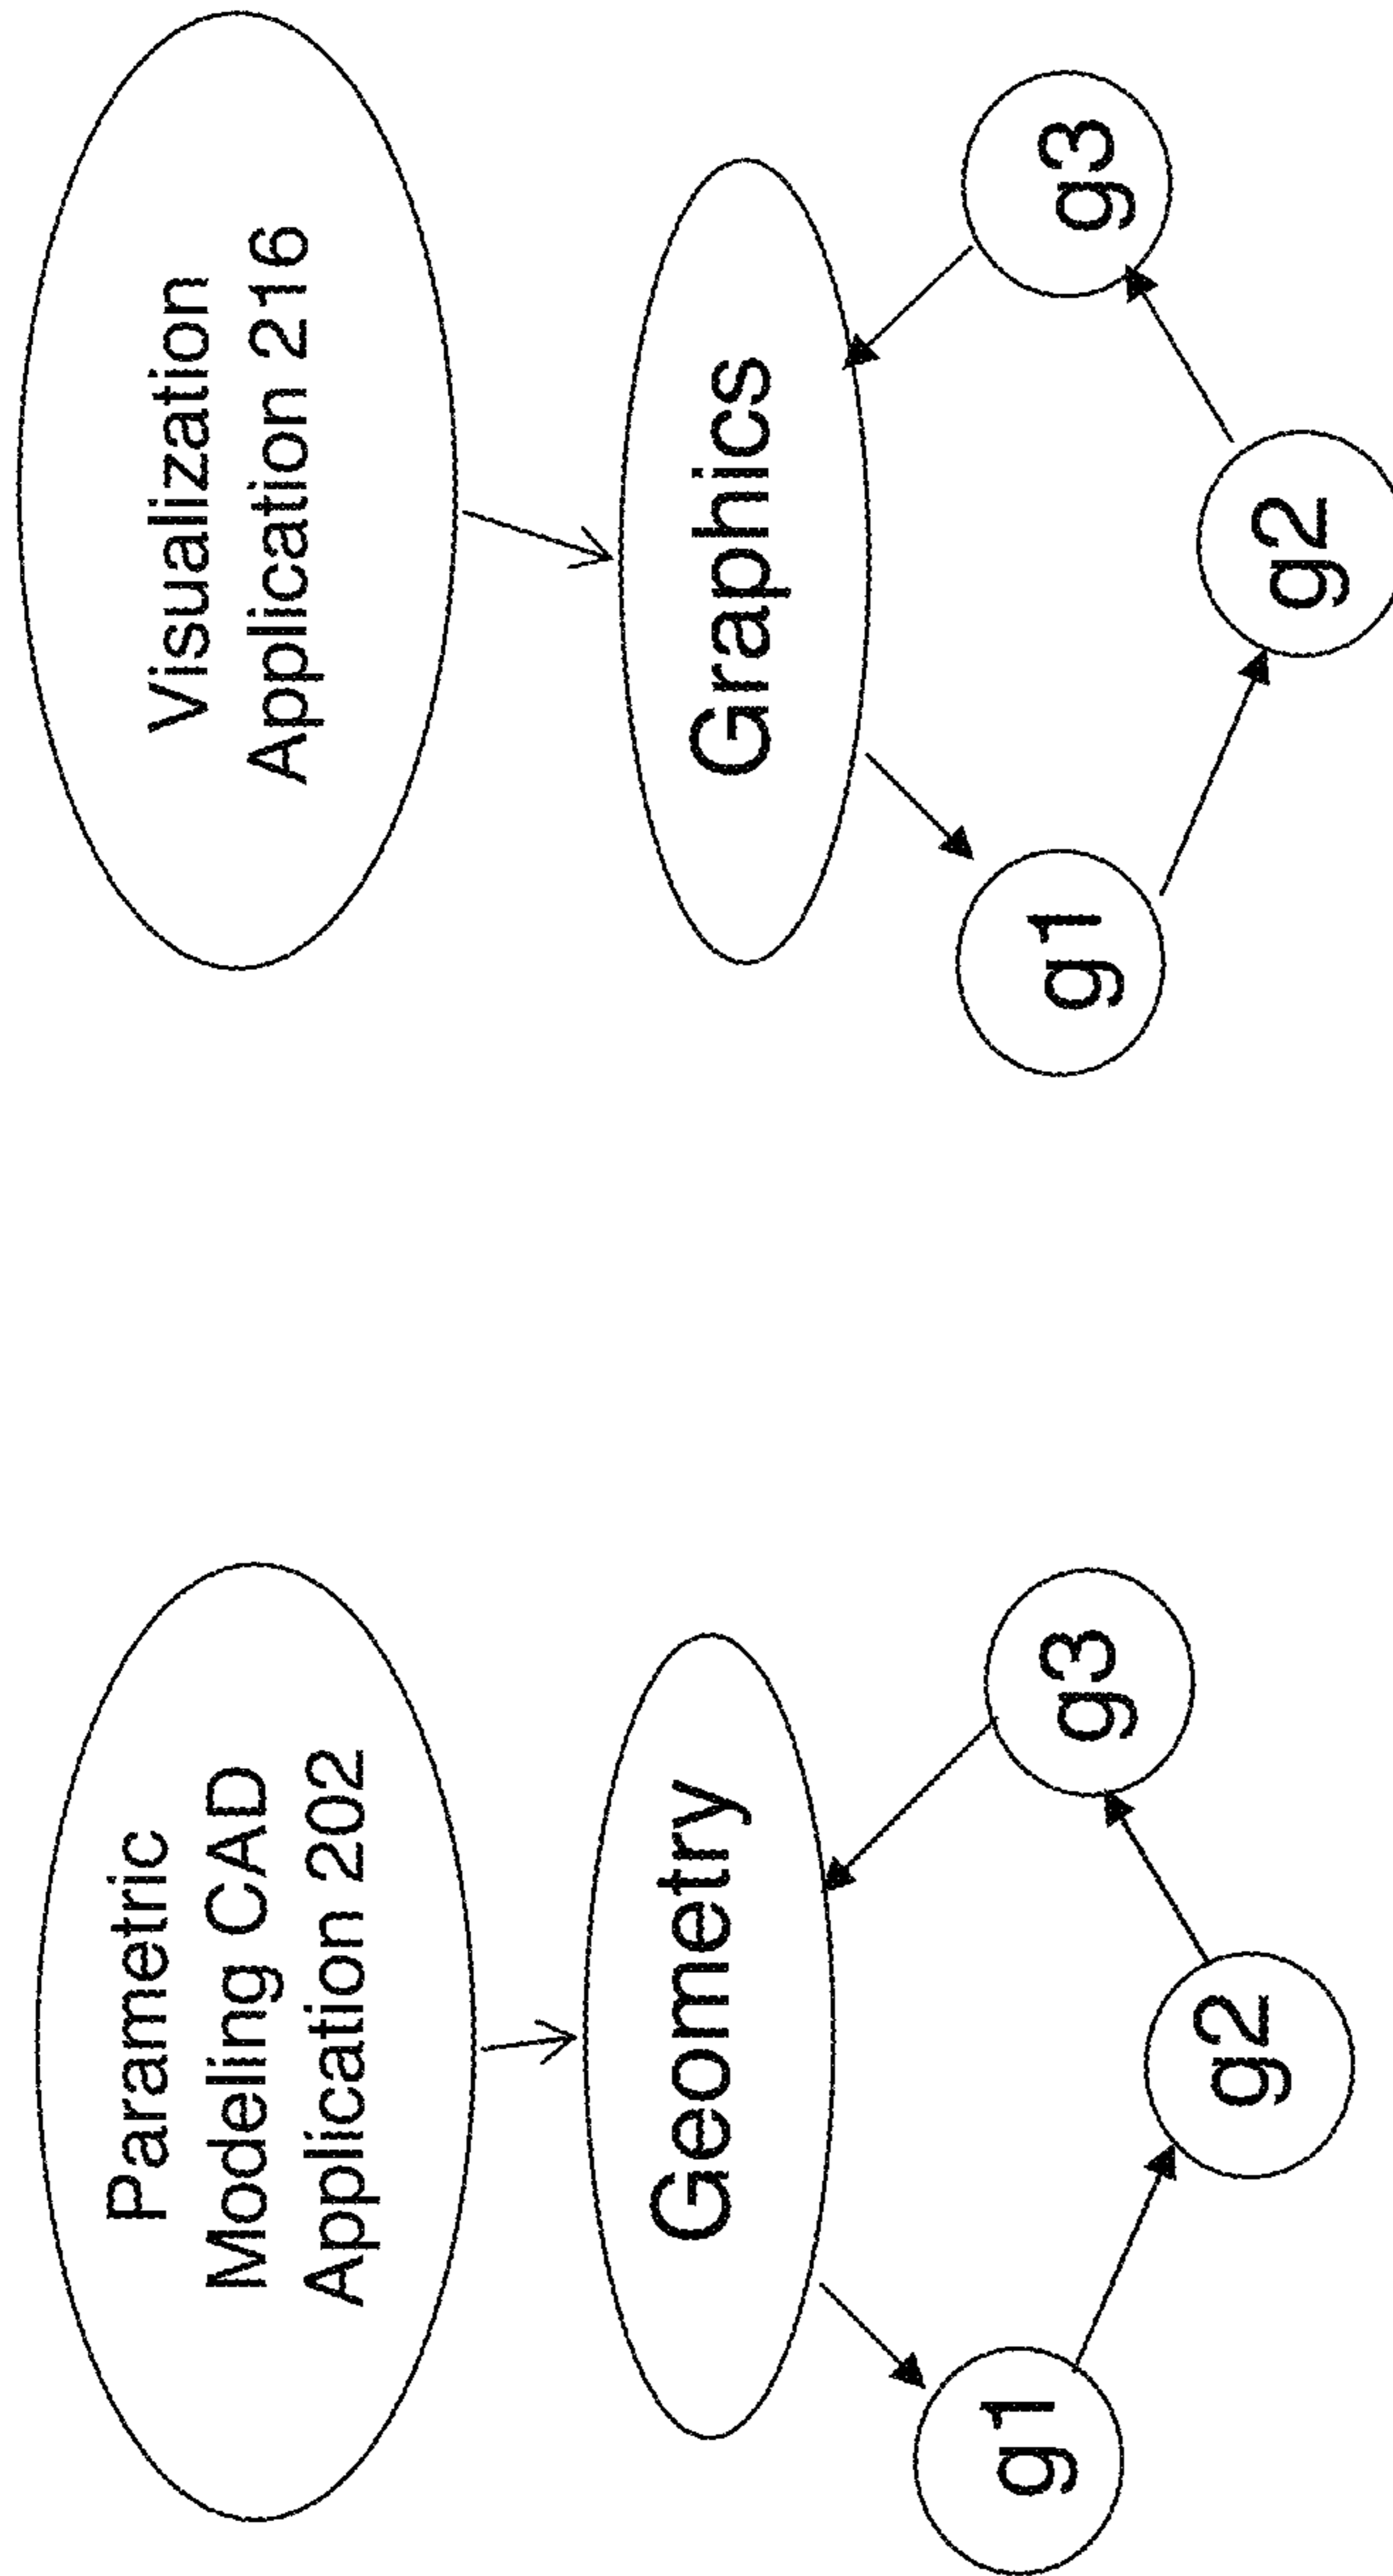 Parametric
Modeling CAD
Application 202
Geometry
g1
g2
g3
Visualization
Application 216
Graphics
g1
g2
g3